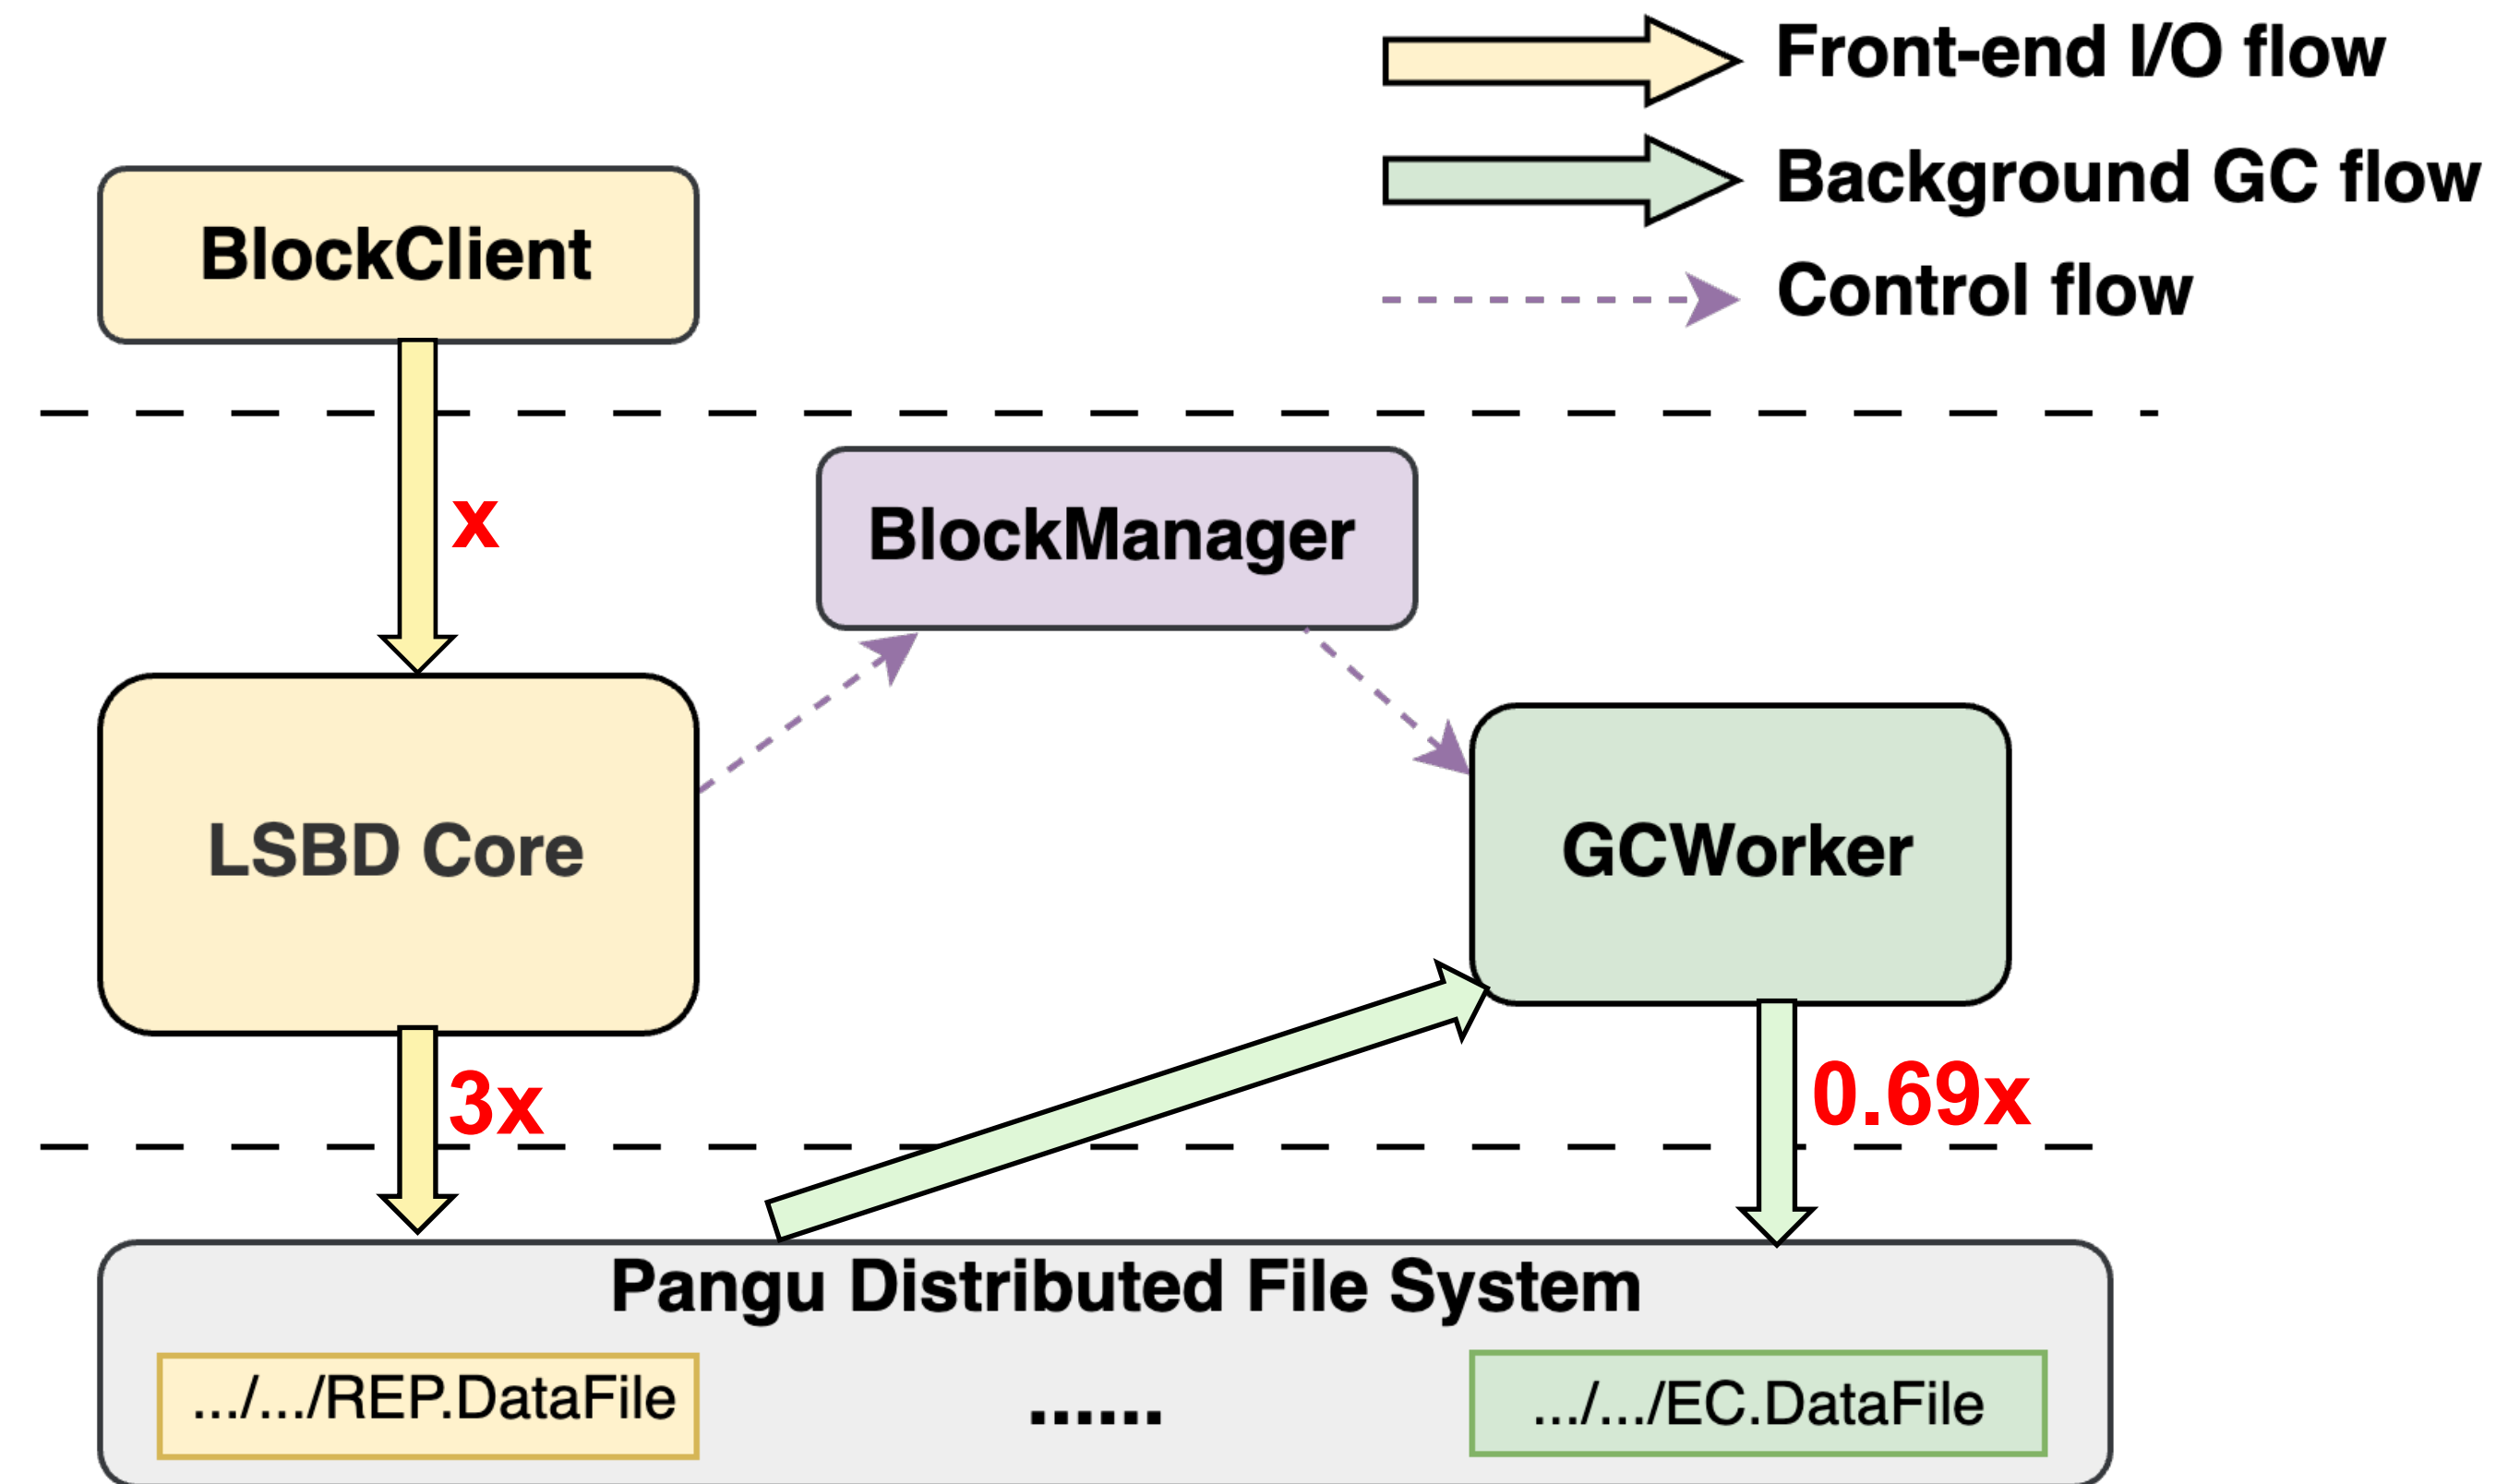 Front-end I/O flow
Background GC flow
Control flow
BlockClient
x
BlockManager
LSBD Core
GCWorker
3x
0.69x
Pangu Distributed File System
.../.../REP.DataFile
......
.../.../EC.DataFile